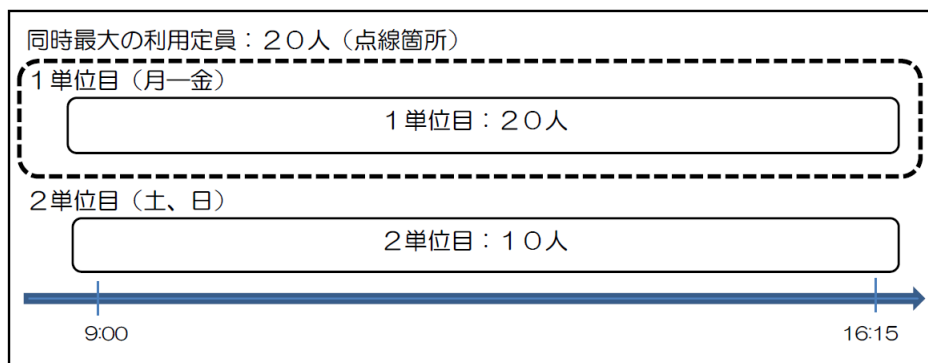 同時最大の利用定員：２０人（点線箇所）
１単位目（月―金）
１単位目：２０人
２単位目（土、日）
２単位目：１０人
9:00
16:15